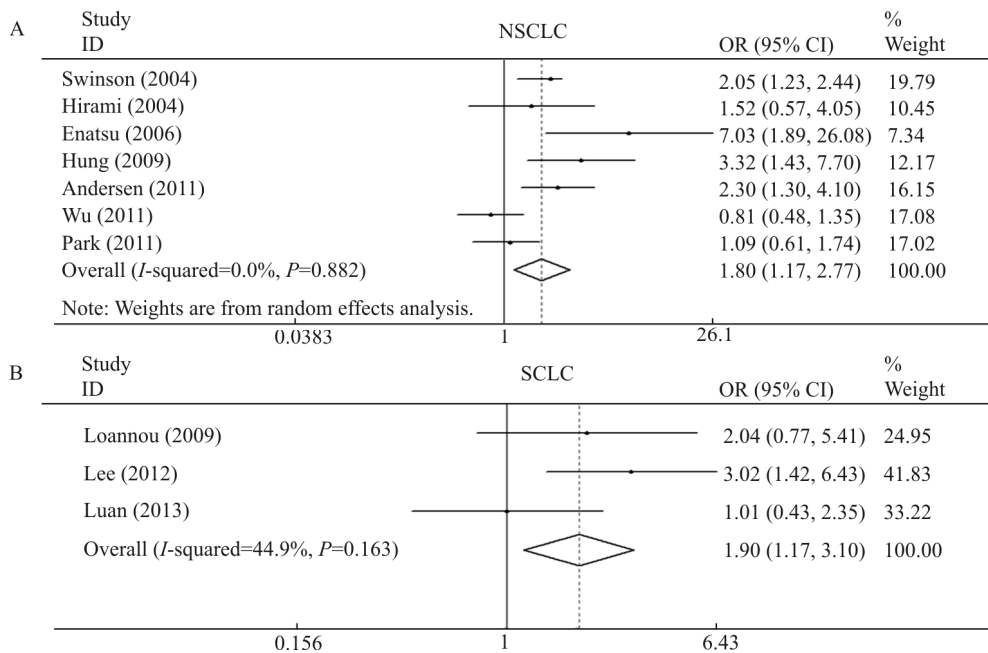 A
Study
ID
NSCLC
OR (95% CI)
%
Weight
Swinson (2004) 2.05 (1.23, 2.44) 19.79
Hirami (2004) 1.52 (0.57, 4.05) 10.45
Enatsu (2006) 7.03 (1.89, 26.08) 7.34
Hung (2009) 3.32 (1.43, 7.70) 12.17
Andersen (2011) 2.30 (1.30, 4.10) 16.15
Wu (2011) 0.81 (0.48, 1.35) 17.08
Park (2011) 1.09 (0.61, 1.74) 17.02
Overall (I-squared=0.0%, P=0.882) 1.80 (1.17, 2.77) 100.00
Note: Weights are from random effects analysis.
0.0383 1 26.1
B
Study
ID
SCLC
OR (95% CI)
%
Weight
Loannou (2009) 2.04 (0.77, 5.41) 24.95
Lee (2012) 3.02 (1.42, 6.43) 41.83
Luan (2013) 1.01 (0.43, 2.35) 33.22
Overall (I-squared=44.9%, P=0.163) 1.90 (1.17, 3.10) 100.00
0.156 1 6.43